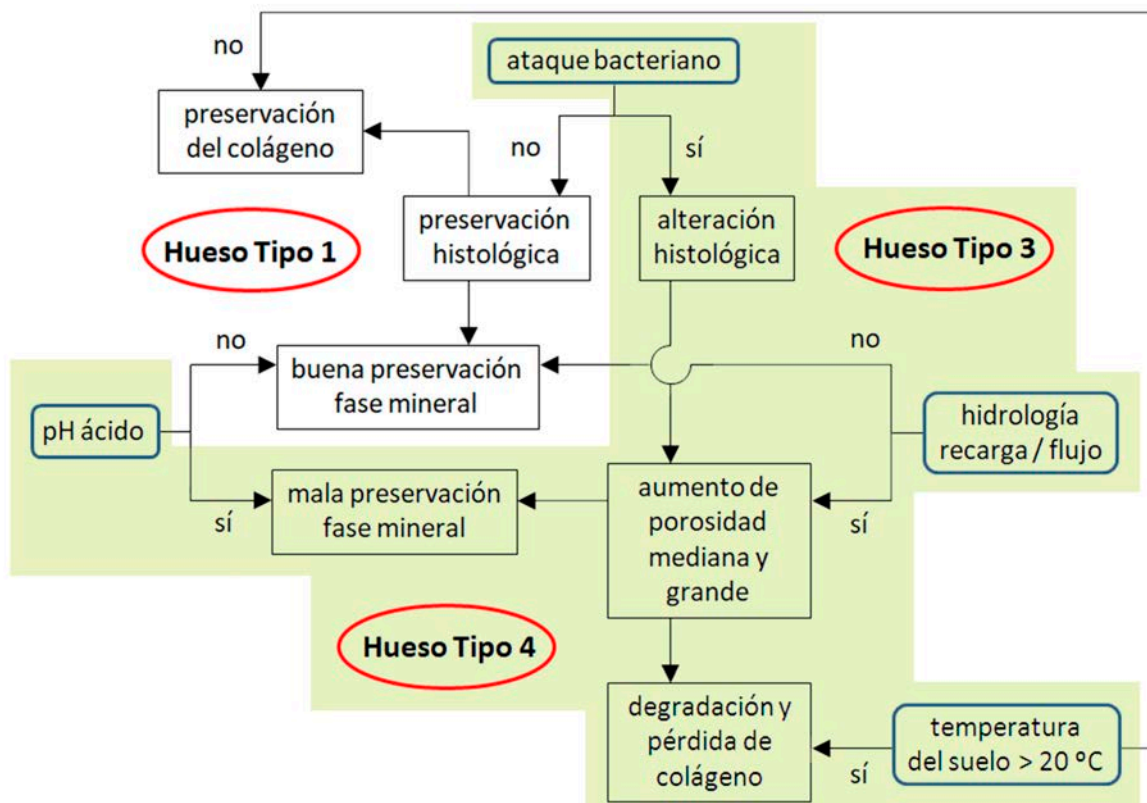 no
ataque bacteriano
preservación
del colágeno
no
sí
preservación
histológica
alteración
histológica
Hueso Tipo 1
Hueso Tipo 3
no
no
buena preservación
fase mineral
pH ácido
hidrología
recarga / flujo
mala preservación
fase mineral
sí
aumento de
porosidad
mediana y
grande
sí
Hueso Tipo 4
degradación y
pérdida de
colágeno
temperatura
del suelo > 20 ºC
sí